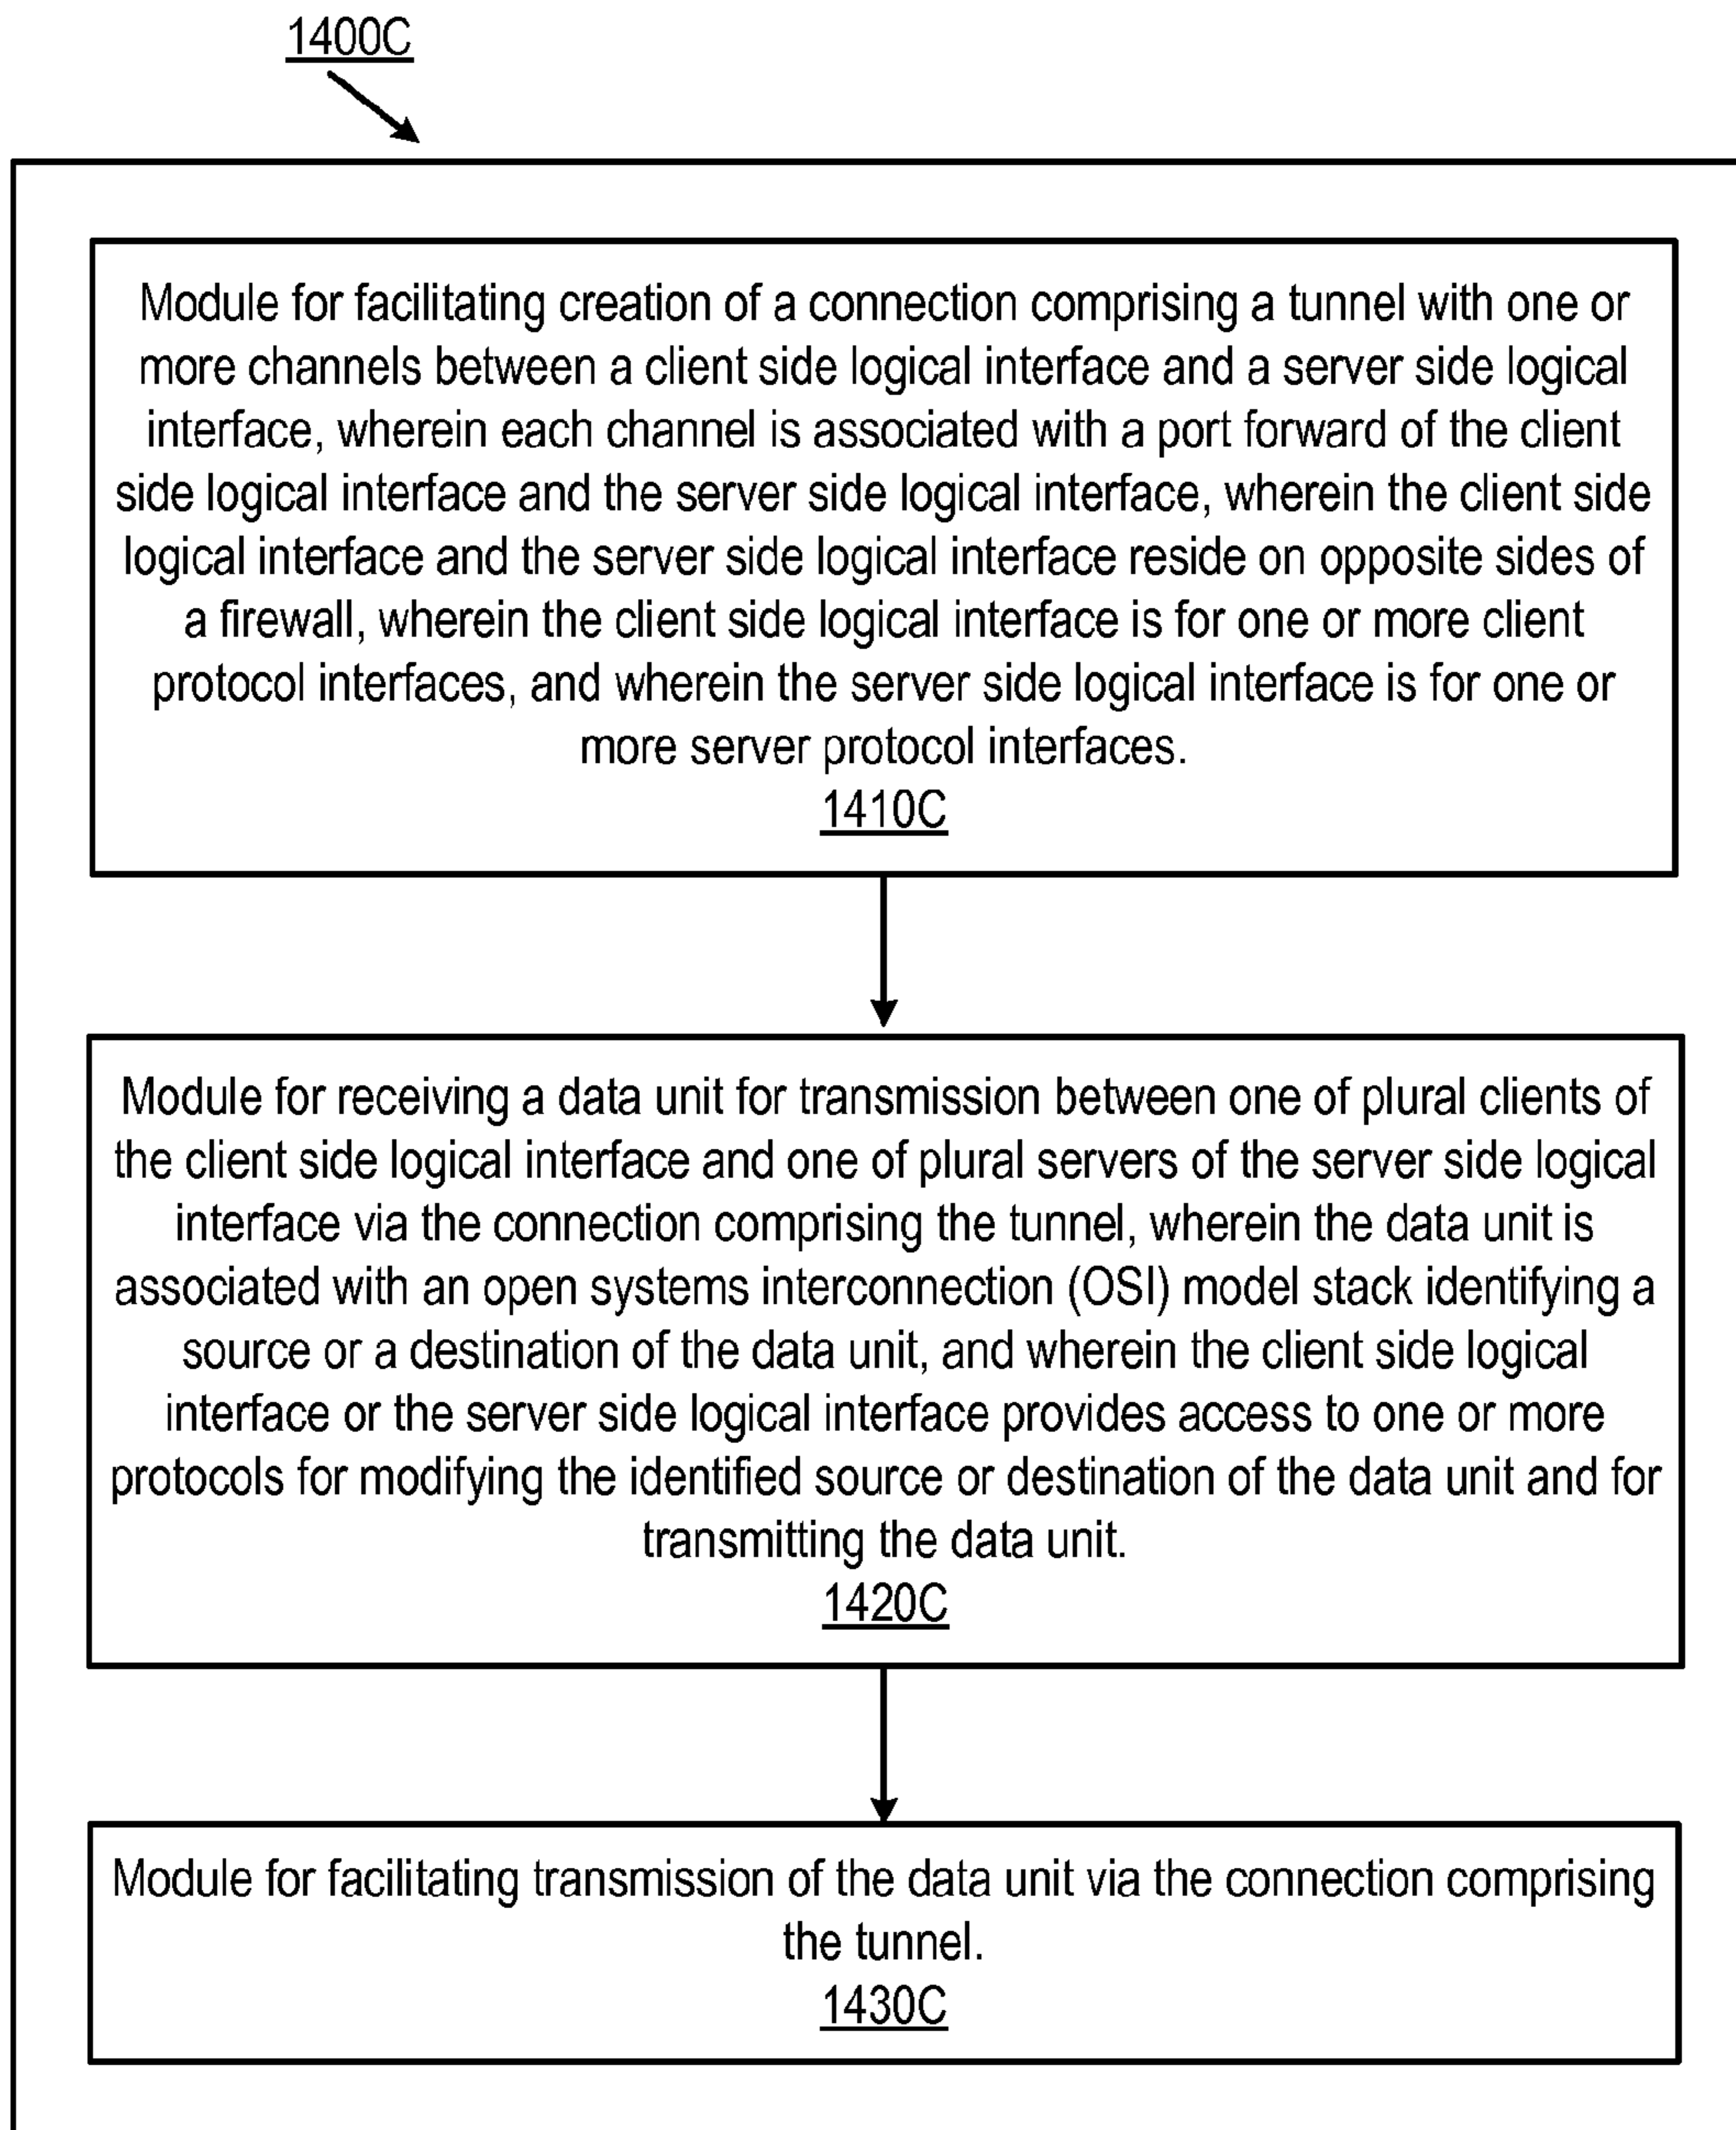 1400C
Module for facilitating creation of a connection comprising a tunnel with one or
more channels between a client side logical interface and a server side logical
interface, wherein each channel is associated with a port forward of the client
side logical interface and the server side logical interface, wherein the client side
logical interface and the server side logical interface reside on opposite sides of
a firewall, wherein the client side logical interface is for one or more client
protocol interfaces, and wherein the server side logical interface is for one or
more server protocol interfaces.
1410C
Module for receiving a data unit for transmission between one of plural clients of
the client side logical interface and one of plural servers of the server side logical
interface via the connection comprising the tunnel, wherein the data unit is
associated with an open systems interconnection (OSI) model stack identifying a
source or a destination of the data unit, and wherein the client side logical
interface or the server side logical interface provides access to one or more
protocols for modifying the identified source or destination of the data unit and for
transmitting the data unit.
1420C
Module for facilitating transmission of the data unit via the connection comprising
the tunnel.
1430C